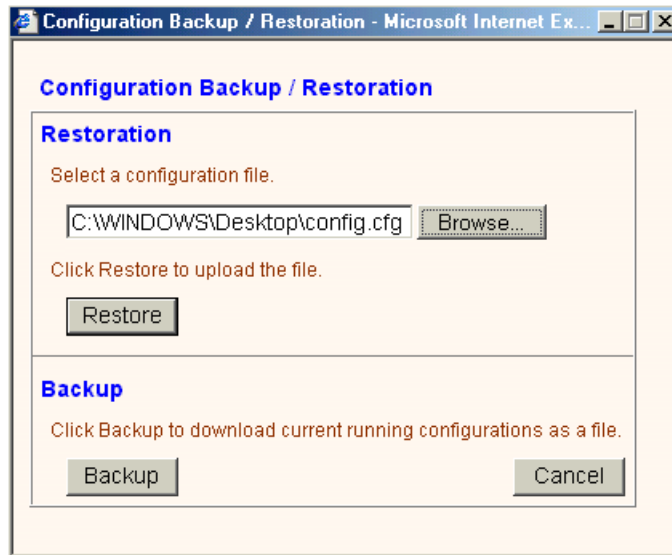 Configuration Backup / Restoration - Microsoft Internet Ex...
Configuration Backup / Restoration
Restoration
Select a configuration file.
C:\WINDOWS\Desktop\config.cfg Browse...
Click Restore to upload the file.
Restore
Backup
Click Backup to download current running configurations as a file.
Backup Cancel